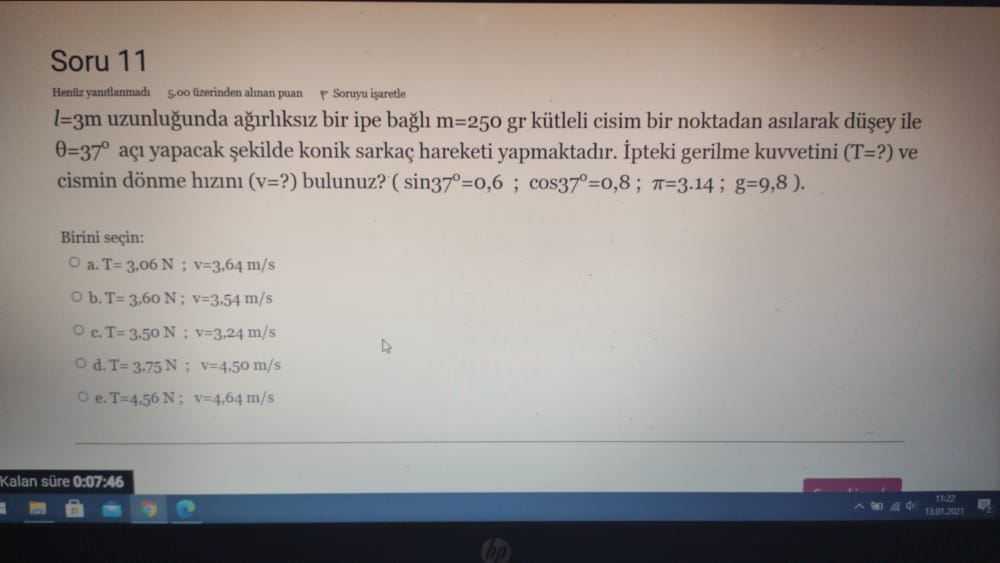 Soru 11
Henüz yanıtlanmadı 5.00 üzerinden alınan puan Soruyu işaretle
l=3m uzunluğunda ağırlıksız bir ipe bağlı m=250 gr kütleli cisim bir noktadan asılarak düşey ile
θ=37⁰ açı yapacak şekilde konik sarkaç hareketi yapmaktadır. İpteki gerilme kuvvetini (T=?) ve
cismin dönme hızını (v=?) bulunuz? ( sin37⁰=0,6 ; cos37⁰=0,8 ; π=3.14 ; g=9,8 ).
Birini seçin:
a. T= 3,06 N ; v=3,64 m/s
b. T= 3,60 N ; v=3,54 m/s
c. T= 3,50 N ; v=3,24 m/s
d. T= 3,75 N ; v=4,50 m/s
e. T=4,56 N ; v=4,64 m/s
Kalan süre 0:07:46
11:22
13.01.2021
hp